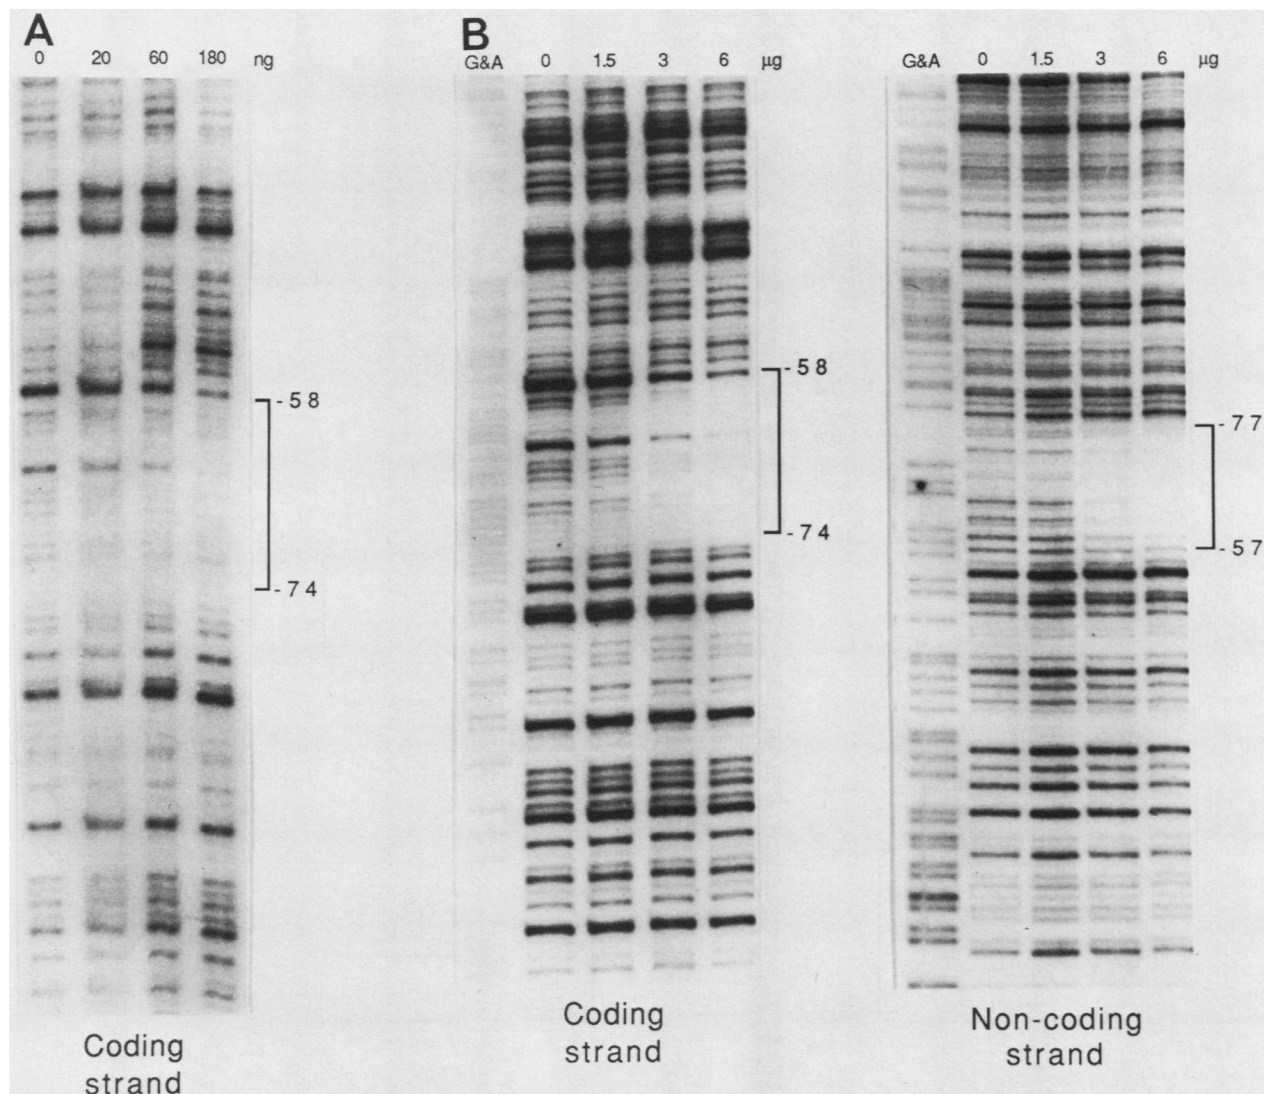 A
0 20 60 180 ng
-58
-74
Coding
strand
B
G&A 0 1.5 3 6 µg
-58
-74
Coding
strand
G&A 0 1.5 3 6 µg
-77
-57
Non-coding
strand